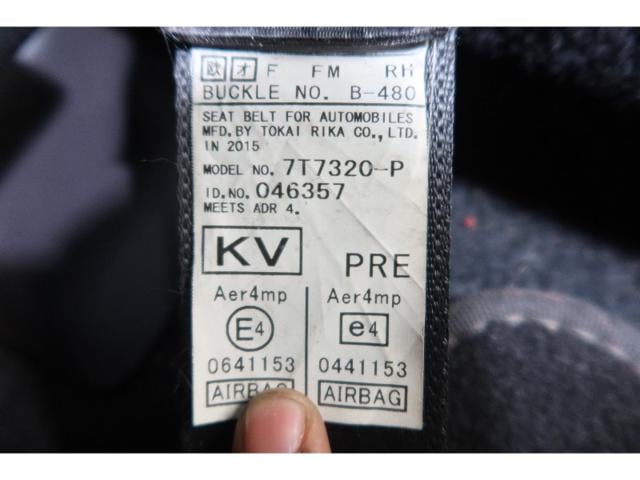 欧 オ F FM RH
BUCKLE NO. B-480
SEAT BELT FOR AUTOMOBILES
MFD.BY TOKAI RIKA CO.,LTD.
IN 2015
MODEL NO. 7T7320-P
ID.NO. 046357
MEETS ADR 4.
KV PRE
Aer4mp Aer4mp
E4 e4
0641153 0441153
AIRBAG AIRBAG